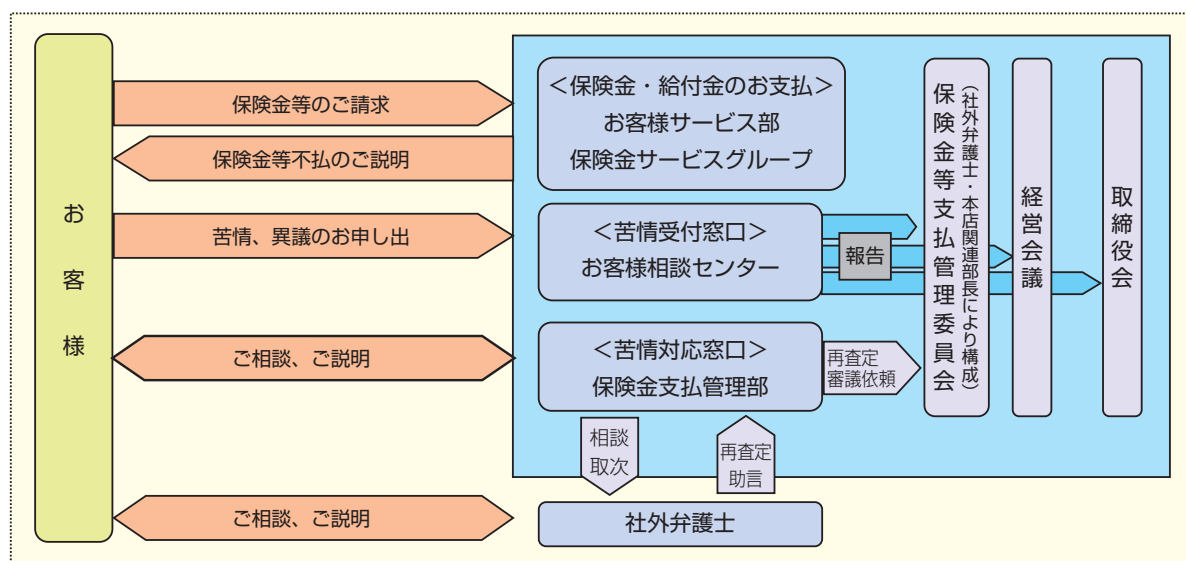 お客様
保険金等のご請求
保険金等不払のご説明
苦情、異議のお申し出
ご相談、ご説明
ご相談、ご説明
＜保険金・給付金のお支払＞
お客様サービス部
保険金サービスグループ
＜苦情受付窓口＞
お客様相談センター
報告
＜苦情対応窓口＞
保険金支払管理部
再査定
審議依頼
相談
取次
再査定
助言
社外弁護士
保険金等支払管理委員会
（社外弁護士・本店関連部長により構成）
経営会議
取締役会